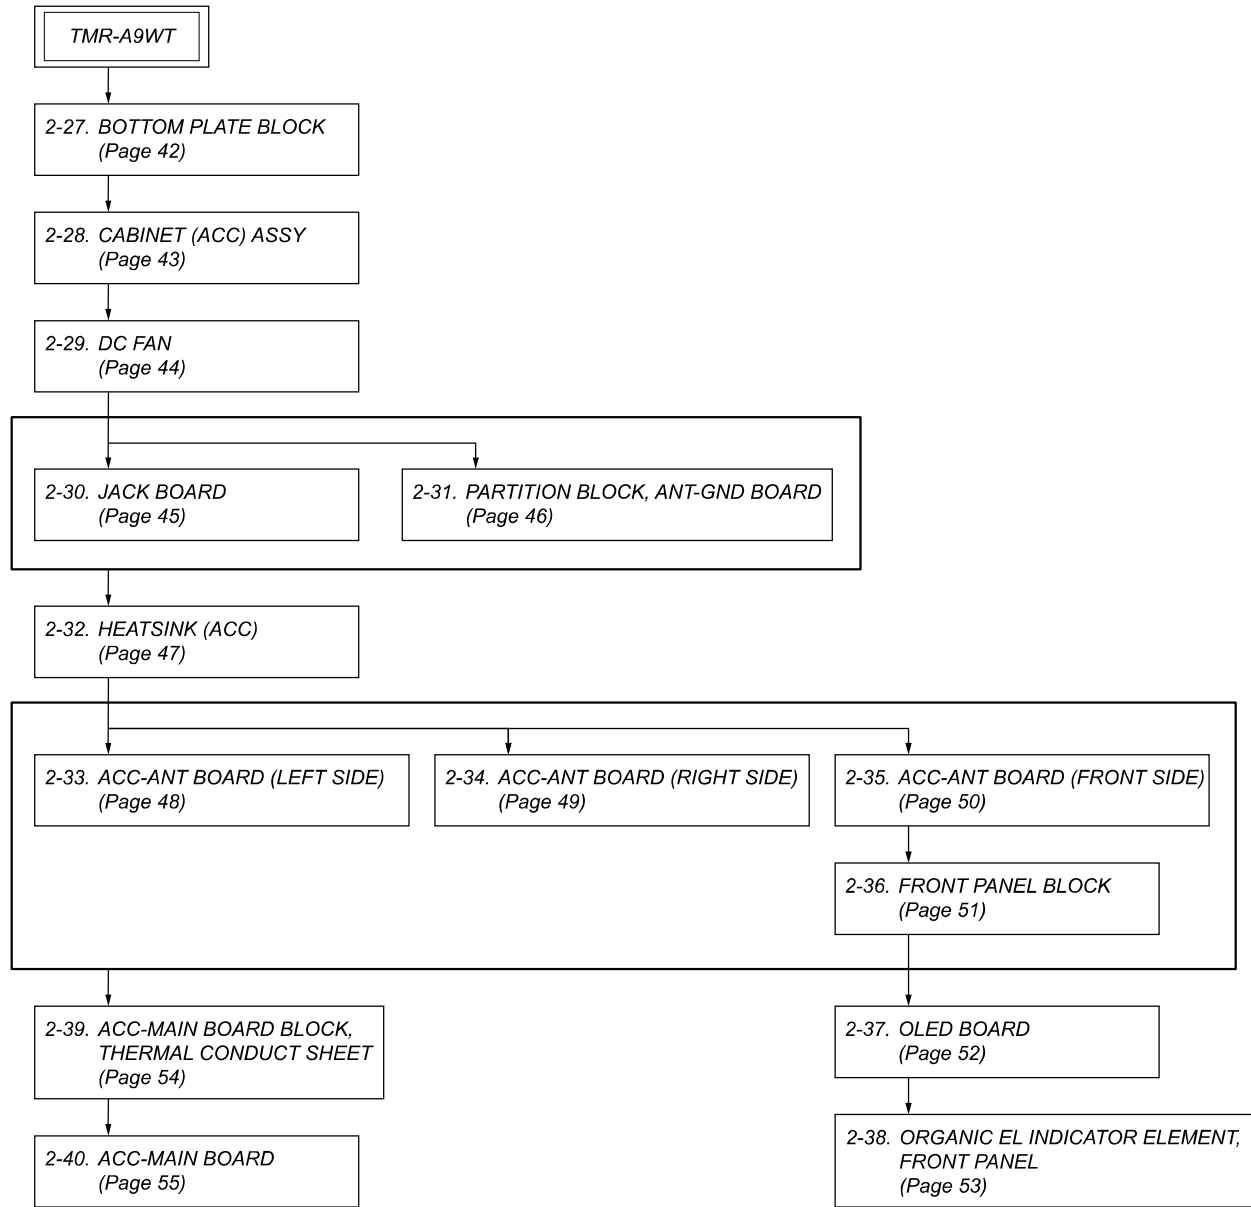 TMR-A9WT
2-27. BOTTOM PLATE BLOCK
(Page 42)
2-28. CABINET (ACC) ASSY
(Page 43)
2-29. DC FAN
(Page 44)
2-30. JACK BOARD
(Page 45)
2-31. PARTITION BLOCK, ANT-GND BOARD
(Page 46)
2-32. HEATSINK (ACC)
(Page 47)
2-33. ACC-ANT BOARD (LEFT SIDE)
(Page 48)
2-34. ACC-ANT BOARD (RIGHT SIDE)
(Page 49)
2-35. ACC-ANT BOARD (FRONT SIDE)
(Page 50)
2-36. FRONT PANEL BLOCK
(Page 51)
2-39. ACC-MAIN BOARD BLOCK,
THERMAL CONDUCT SHEET
(Page 54)
2-37. OLED BOARD
(Page 52)
2-40. ACC-MAIN BOARD
(Page 55)
2-38. ORGANIC EL INDICATOR ELEMENT,
FRONT PANEL
(Page 53)